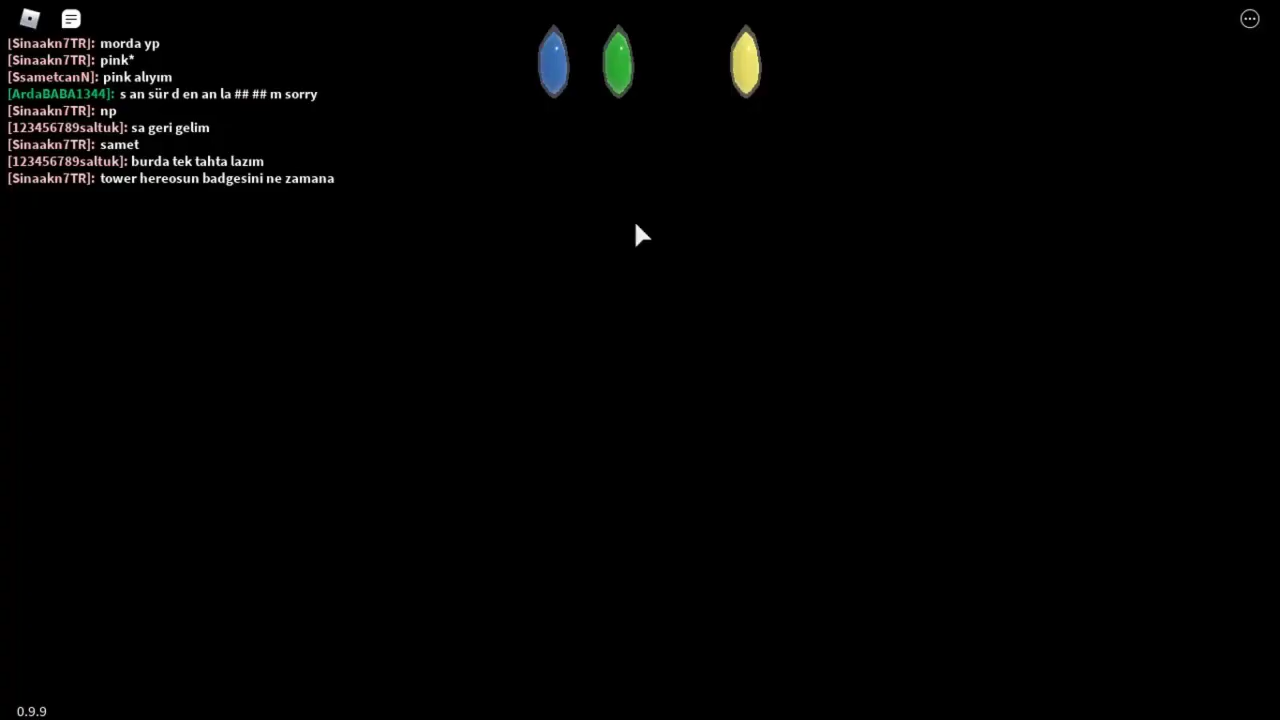 [Sinaakn7TR]: morda yp
[Sinaakn7TR]: pink*
[SsametcanN]: pink alıyım
[ArdaBABA1344]: s an sür d en an la ## ## m sorry
[Sinaakn7TR]: np
[123456789saltuk]: sa geri gelim
[Sinaakn7TR]: samet
[123456789saltuk]: burda tek tahta lazım
[Sinaakn7TR]: tower hereosun badgesini ne zamana
0.9.9